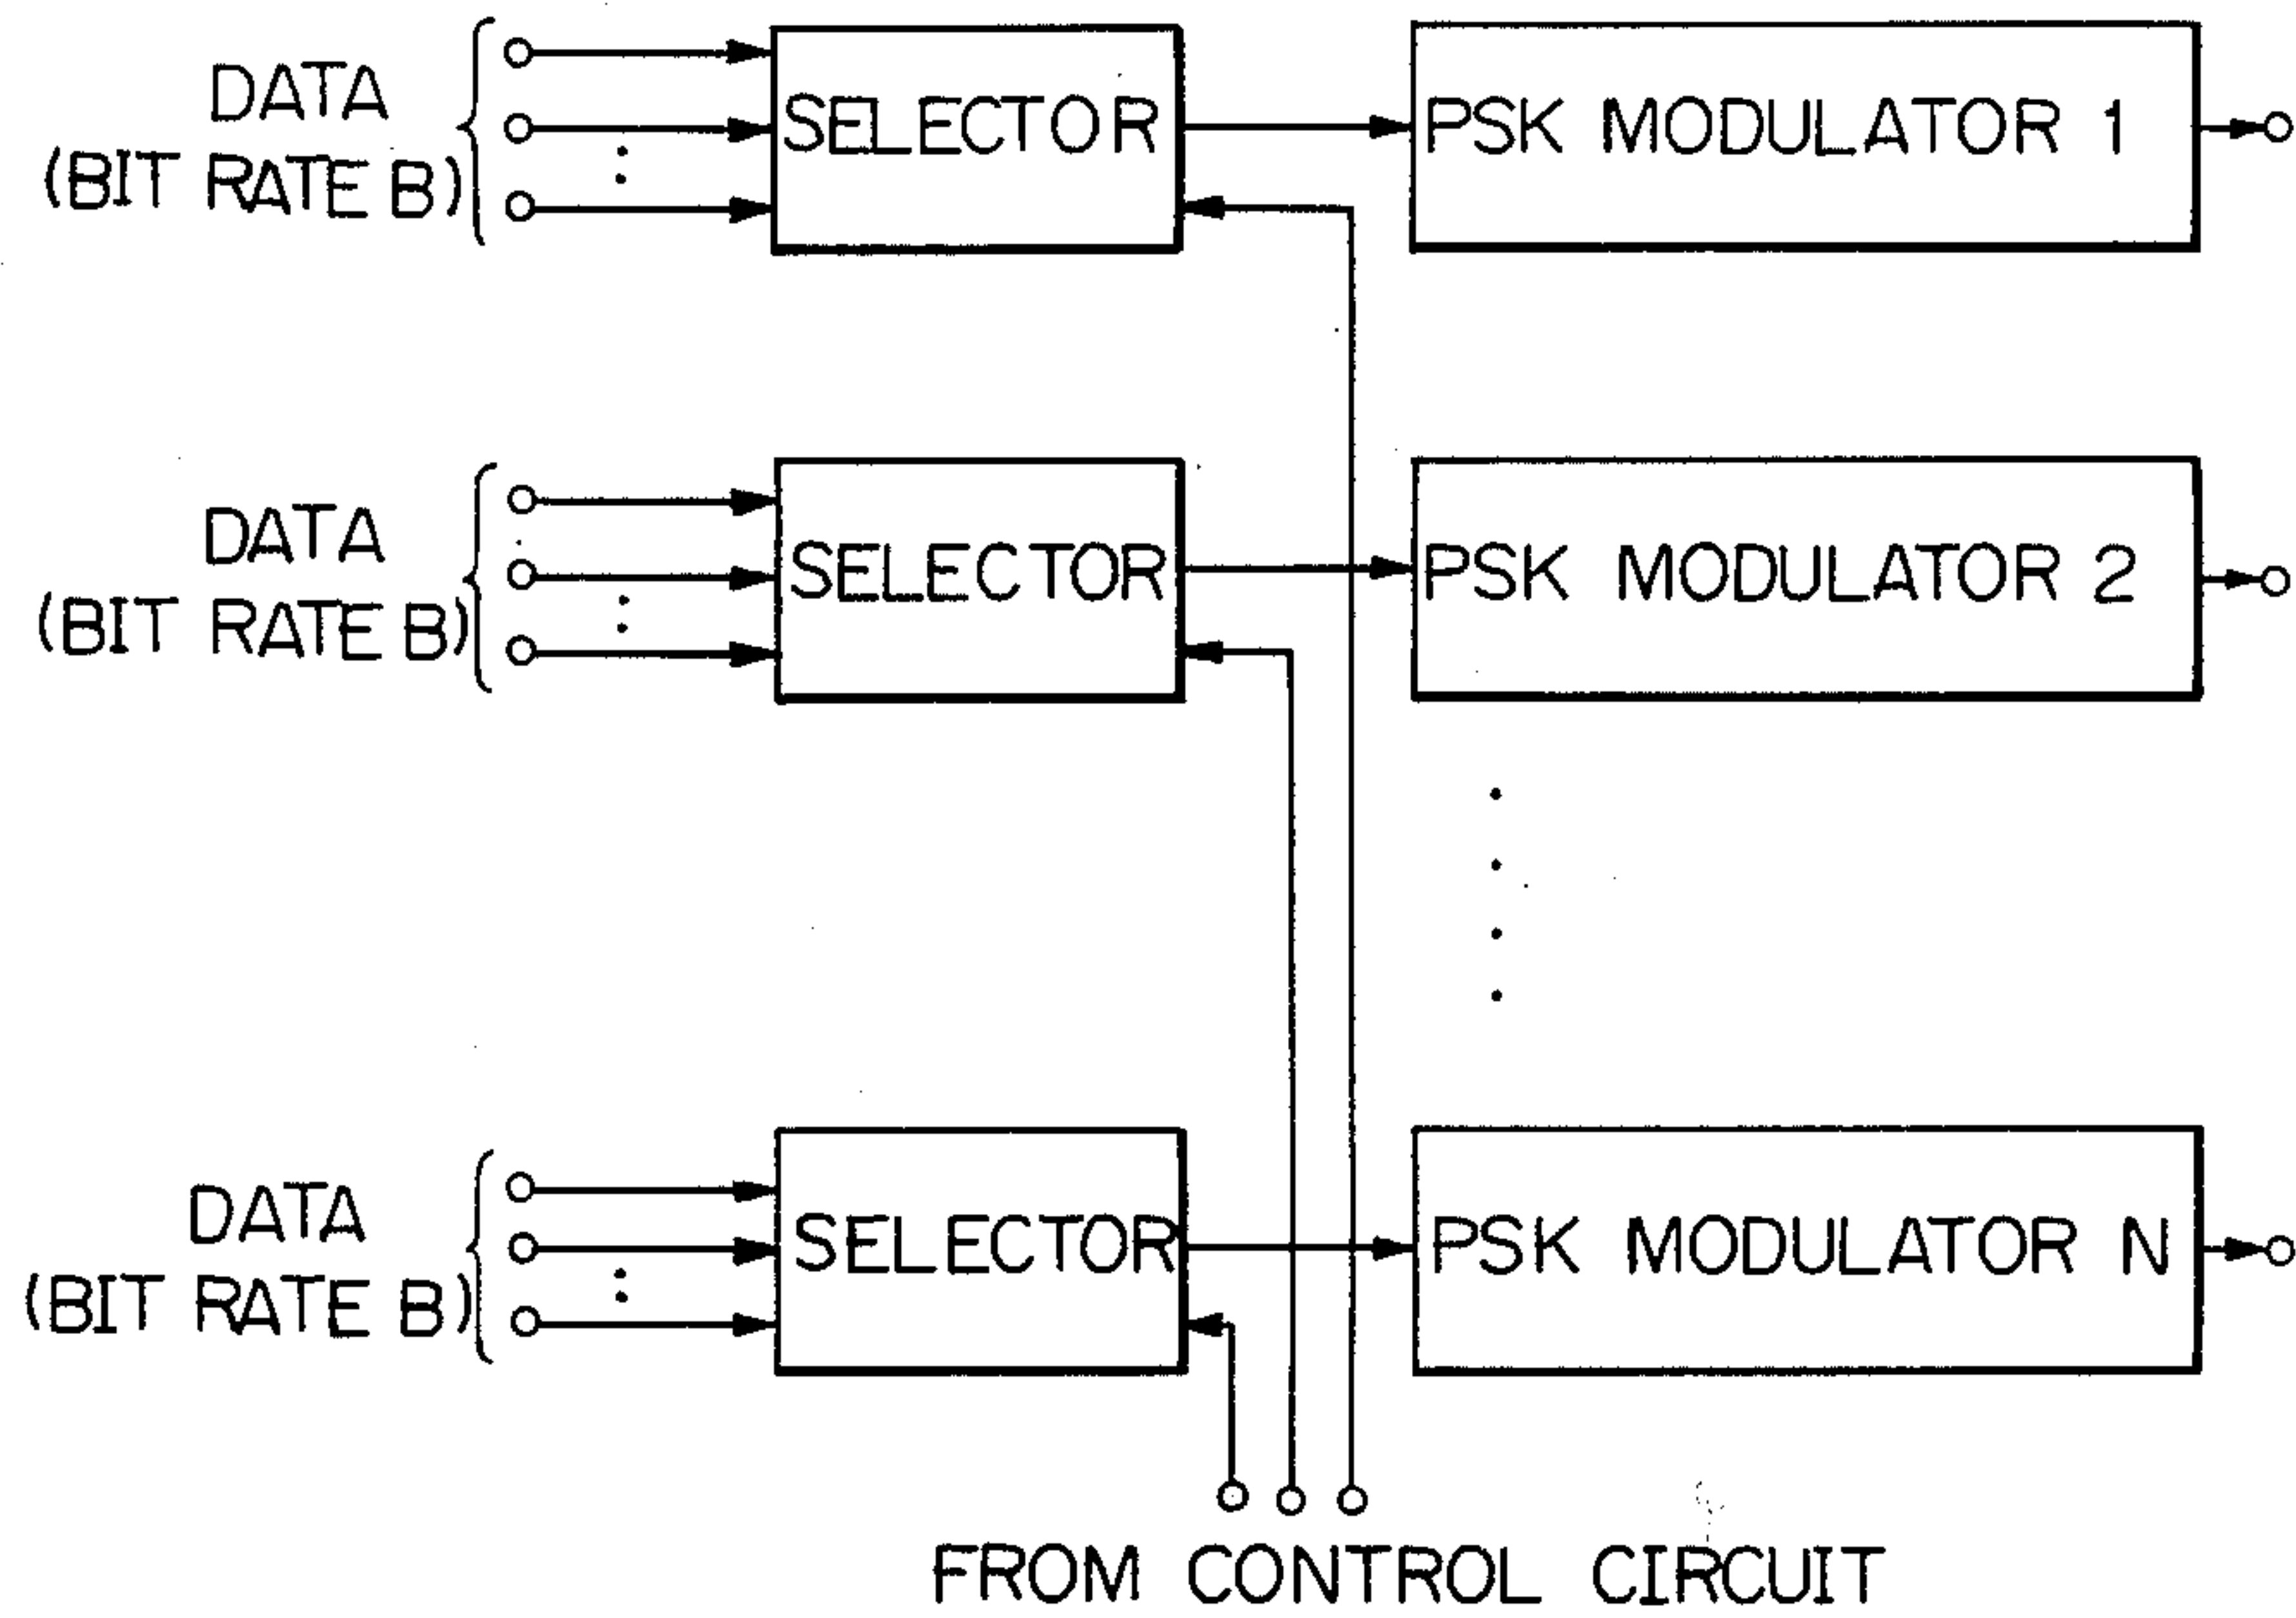 DATA
(BIT RATE B)
SELECTOR
PSK MODULATOR 1
DATA
(BIT RATE B)
SELECTOR
PSK MODULATOR 2
DATA
(BIT RATE B)
SELECTOR
PSK MODULATOR N
FROM CONTROL CIRCUIT